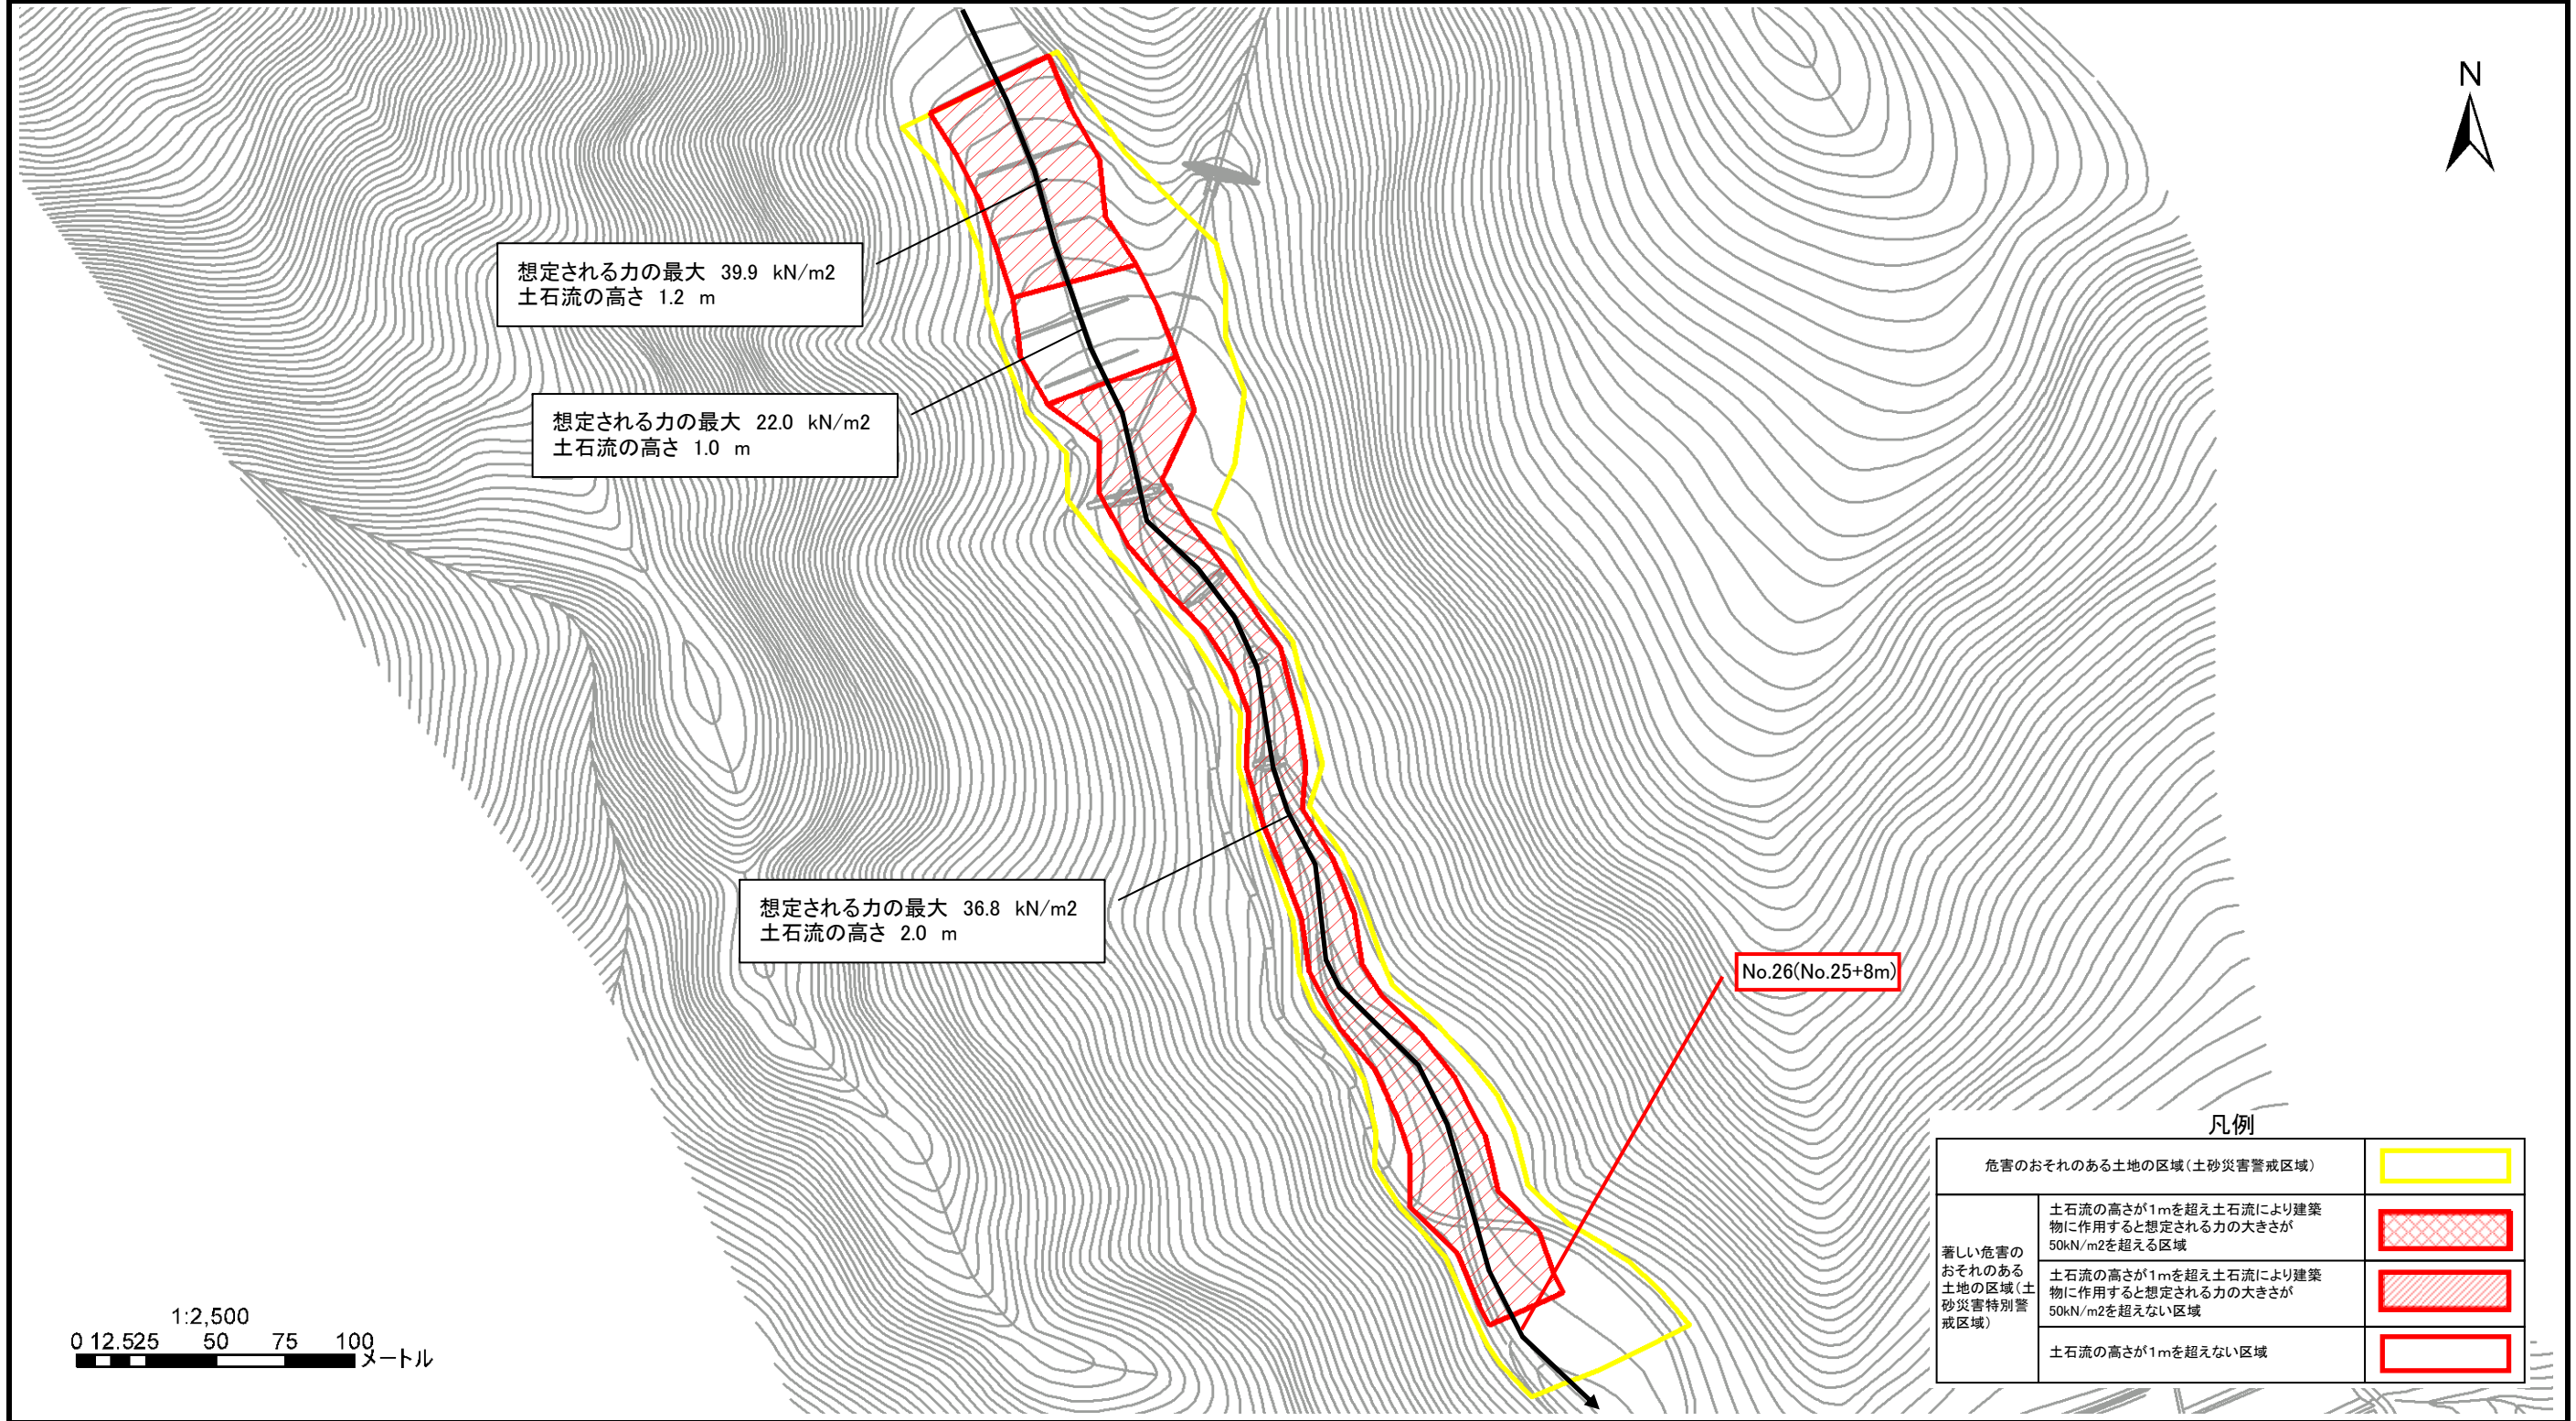 N
想定される力の最大 39.9 kN/m2
土石流の高さ 1.2 m
想定される力の最大 22.0 kN/m2
土石流の高さ 1.0 m
想定される力の最大 36.8 kN/m2
土石流の高さ 2.0 m
No.26(No.25+8m)
凡例
危害のおそれのある土地の区域(土砂災害警戒区域)
著しい危害の
おそれのある
土地の区域(土
砂災害特別警
戒区域)
土石流の高さが1mを超え土石流により建築
物に作用すると想定される力の大きさが
50kN/m2を超える区域
土石流の高さが1mを超え土石流により建築
物に作用すると想定される力の大きさが
50kN/m2を超えない区域
土石流の高さが1mを超えない区域
1:2,500
0 12.525 50 75 100
メートル